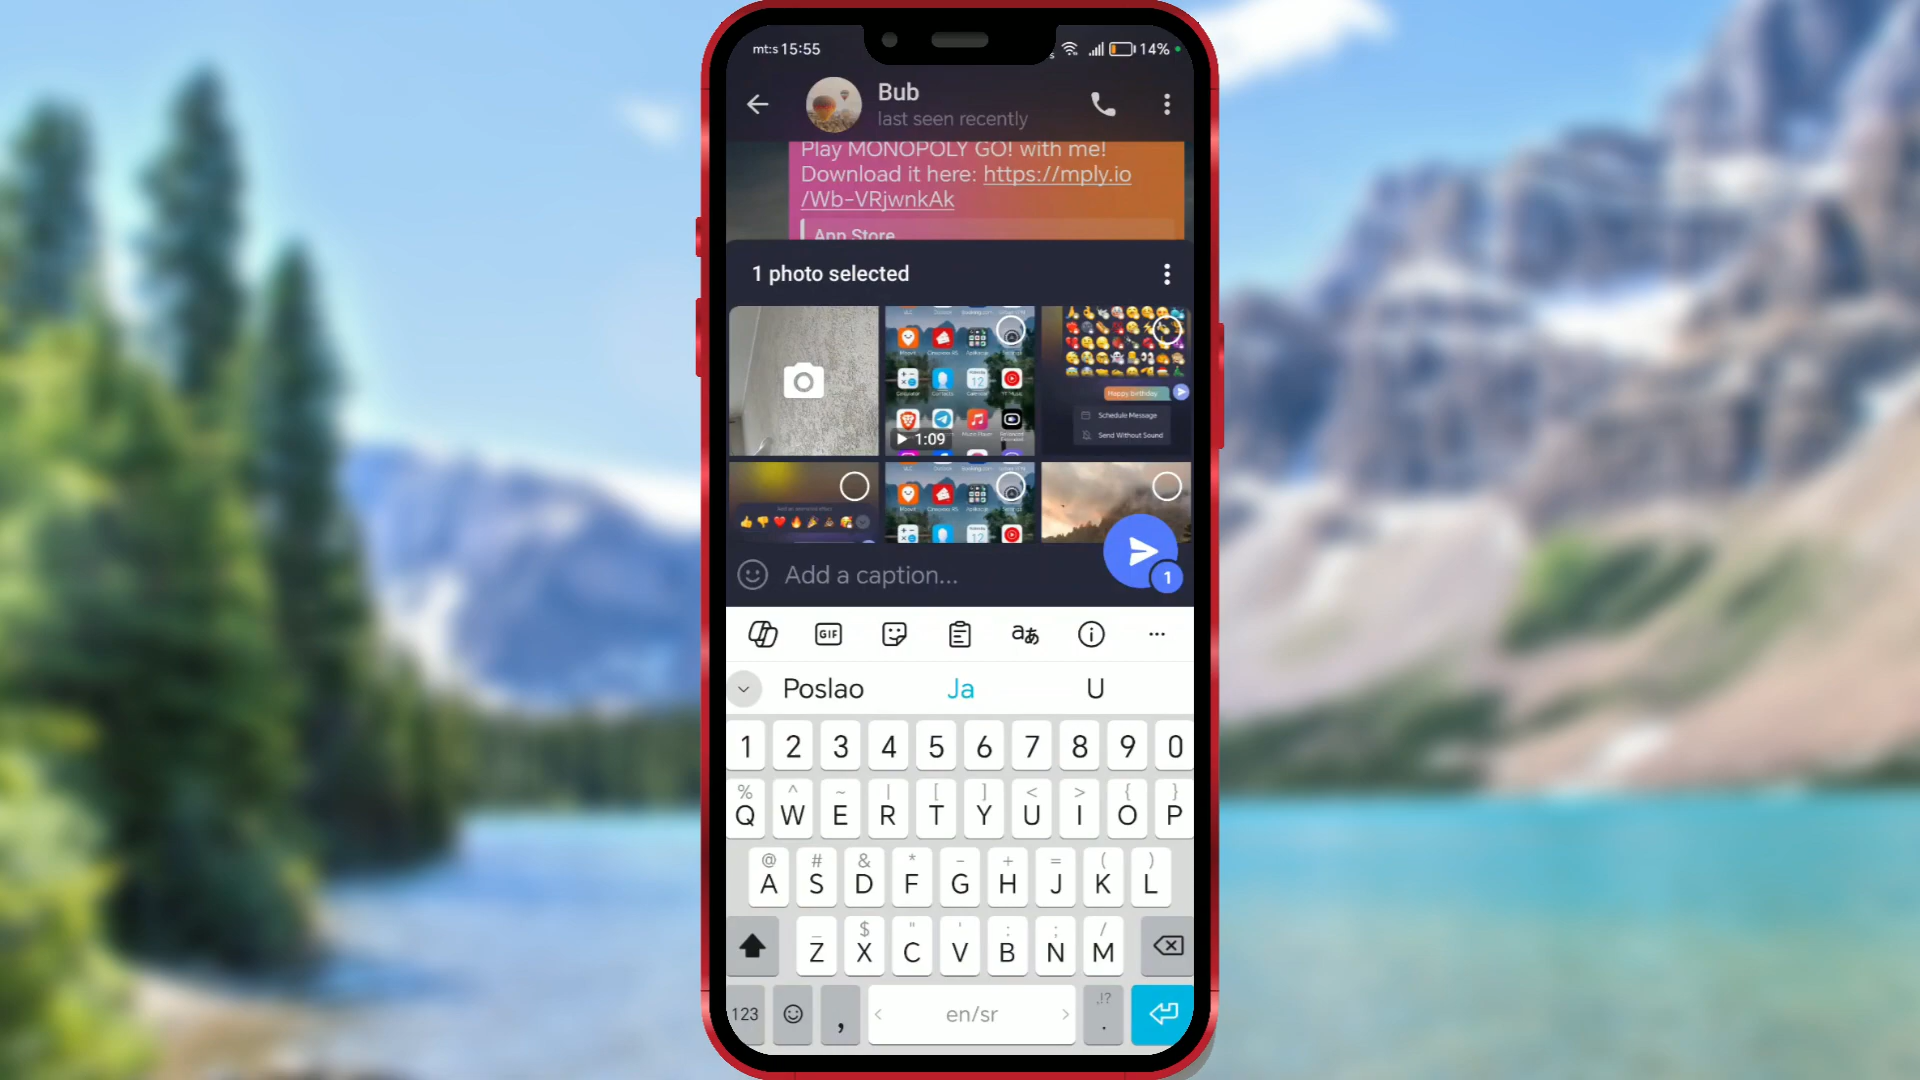 mt:s 15:55
14%
Bub
last seen recently
Play MONOPOLY GO! with me!
Download it here: https://mply.io
/Wb-VRjwnkAk
App Store
1 photo selected
1:09
Happy Birthday
Schedule Message
Send Without Sound
Add a caption...
1
GIF
Poslao Ja U
1 2 3 4 5 6 7 8 9 0
% ^ ~ | [ ] < > { }
Q W E R T Y U I O P
@ # & * - + = ( )
A S D F G H J K L
_ $ " ' : ; /
Z X C V B N M
,!?
123 , < en/sr > .